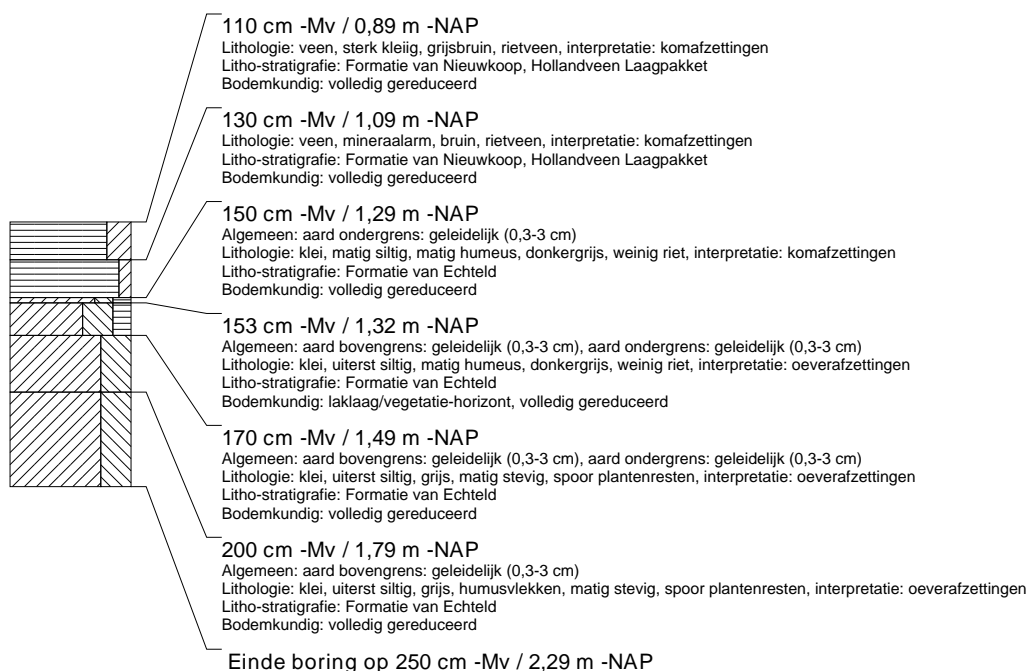 110 cm -Mv / 0,89 m -NAP
Lithologie: veen, sterk kleiig, grijsbruin, rietveen, interpretatie: komafzettingen
Litho-stratigrafie: Formatie van Nieuwkoop, Hollandveen Laagpakket
Bodemkundig: volledig gereduceerd
130 cm -Mv / 1,09 m -NAP
Lithologie: veen, mineraalarm, bruin, rietveen, interpretatie: komafzettingen
Litho-stratigrafie: Formatie van Nieuwkoop, Hollandveen Laagpakket
Bodemkundig: volledig gereduceerd
150 cm -Mv / 1,29 m -NAP
Algemeen: aard ondergrens: geleidelijk (0,3-3 cm)
Lithologie: klei, matig siltig, matig humeus, donkergrijs, weinig riet, interpretatie: komafzettingen
Litho-stratigrafie: Formatie van Echteld
Bodemkundig: volledig gereduceerd
153 cm -Mv / 1,32 m -NAP
Algemeen: aard bovengrens: geleidelijk (0,3-3 cm), aard ondergrens: geleidelijk (0,3-3 cm)
Lithologie: klei, uiterst siltig, matig humeus, donkergrijs, weinig riet, interpretatie: oeverafzettingen
Litho-stratigrafie: Formatie van Echteld
Bodemkundig: laklaag/vegetatie-horizont, volledig gereduceerd
170 cm -Mv / 1,49 m -NAP
Algemeen: aard bovengrens: geleidelijk (0,3-3 cm), aard ondergrens: geleidelijk (0,3-3 cm)
Lithologie: klei, uiterst siltig, grijs, matig stevig, spoor plantenresten, interpretatie: oeverafzettingen
Litho-stratigrafie: Formatie van Echteld
Bodemkundig: volledig gereduceerd
200 cm -Mv / 1,79 m -NAP
Algemeen: aard bovengrens: geleidelijk (0,3-3 cm)
Lithologie: klei, uiterst siltig, grijs, humusvlekken, matig stevig, spoor plantenresten, interpretatie: oeverafzettingen
Litho-stratigrafie: Formatie van Echteld
Bodemkundig: volledig gereduceerd
Einde boring op 250 cm -Mv / 2,29 m -NAP